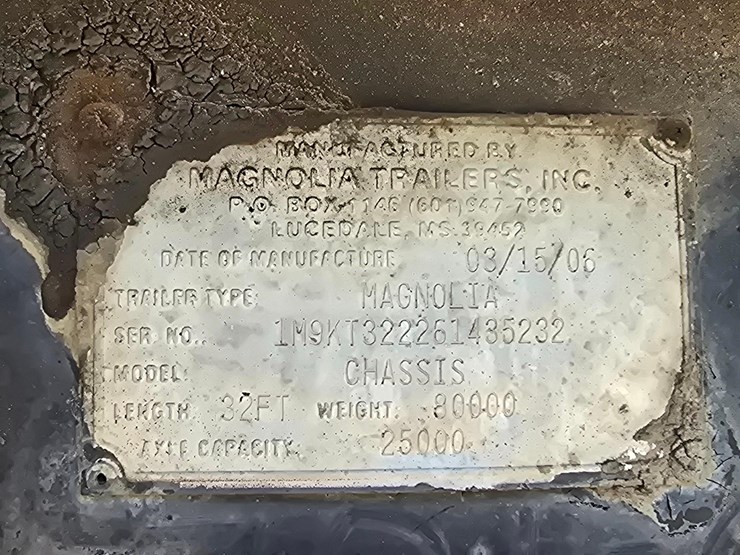 MANUFACTURED BY
MAGNOLIA TRAILERS, INC.
P.O. BOX 1146 (601) 947-7990
LUCEDALE, MS 39452
DATE OF MANUFACTURE 03/15/06
TRAILER TYPE: MAGNOLIA
SER. NO.. 1M9KT322261485232
MODEL: CHASSIS
LENGTH 32FT WEIGHT: 80000
AXLE CAPACITY: 25000